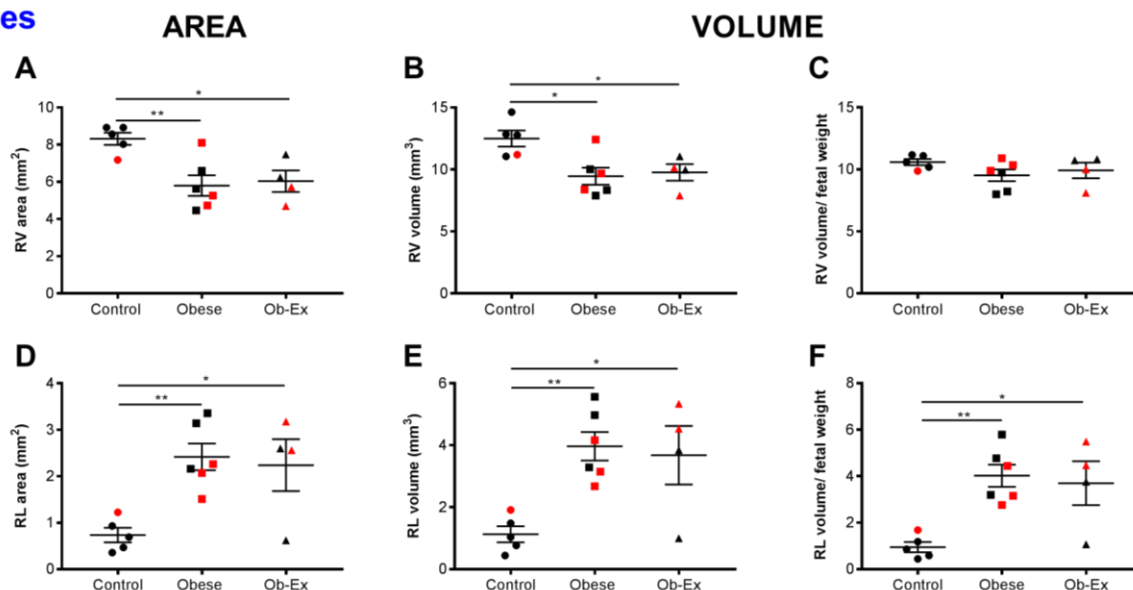 es
AREA
VOLUME
A
RV area (mm²)
10
8
6
4
2
0
*
**
Control Obese Ob-Ex
B
RV volume (mm³)
15
10
5
0
*
*
Control Obese Ob-Ex
C
RV volume/ fetal weight
15
10
5
0
Control Obese Ob-Ex
D
RL area (mm²)
4
3
2
1
0
*
**
Control Obese Ob-Ex
E
RL volume (mm³)
6
4
2
0
*
**
Control Obese Ob-Ex
F
RL volume/ fetal weight
8
6
4
2
0
*
**
Control Obese Ob-Ex